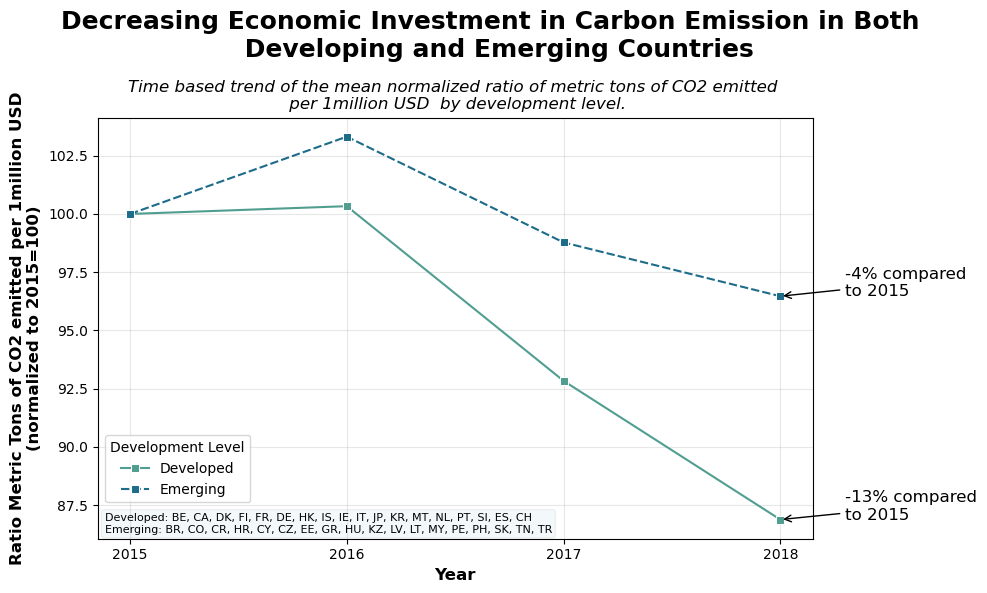 Decreasing Economic Investment in Carbon Emission in Both
Developing and Emerging Countries
Time based trend of the mean normalized ratio of metric tons of CO2 emitted
per 1million USD  by development level.
Ratio Metric Tons of CO2 emitted per 1million USD
(normalized to 2015=100)
102.5
100.0
97.5
95.0
92.5
90.0
87.5
-4% compared
to 2015
-13% compared
to 2015
Development Level
Developed
Emerging
Developed: BE, CA, DK, FI, FR, DE, HK, IS, IE, IT, JP, KR, MT, NL, PT, SI, ES, CH
Emerging: BR, CO, CR, HR, CY, CZ, EE, GR, HU, KZ, LV, LT, MY, PE, PH, SK, TN, TR
2015
2016
2017
2018
Year